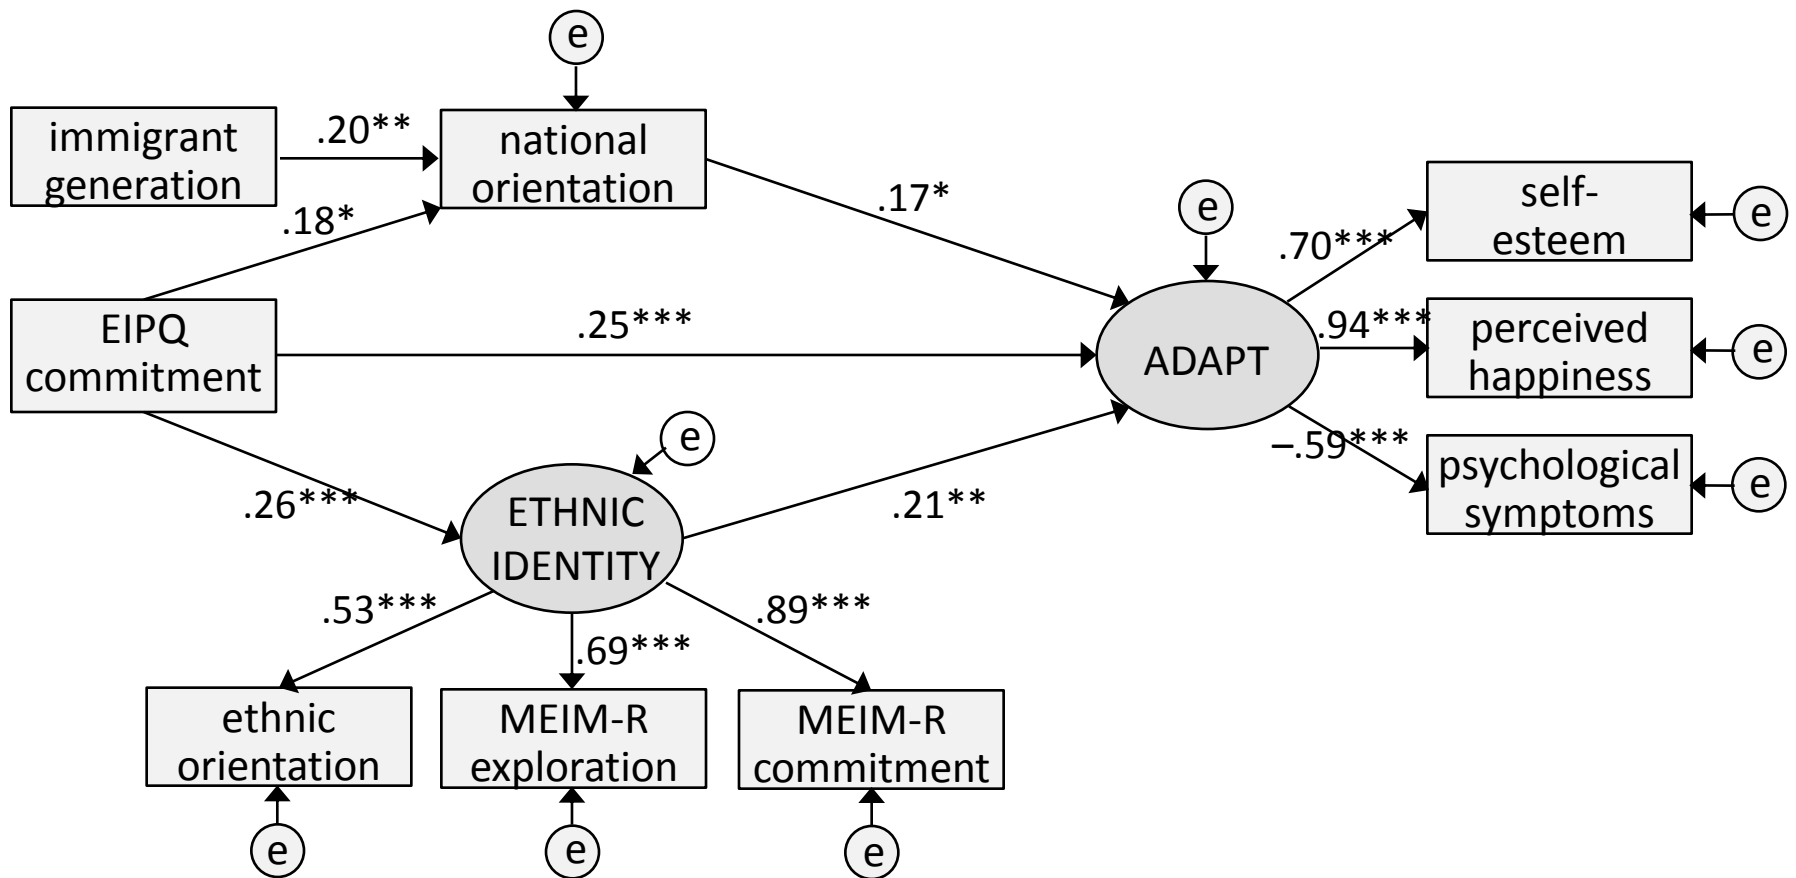 e
immigrant
generation
.20**
national
orientation
.18*
.17*
e
self-
esteem
e
.70***
EIPQ
commitment
.25***
ADAPT
.94***
perceived
happiness
e
–.59***
psychological
symptoms
e
.26***
e
ETHNIC
IDENTITY
.21**
.53***
.69***
.89***
ethnic
orientation
MEIM-R
exploration
MEIM-R
commitment
e
e
e